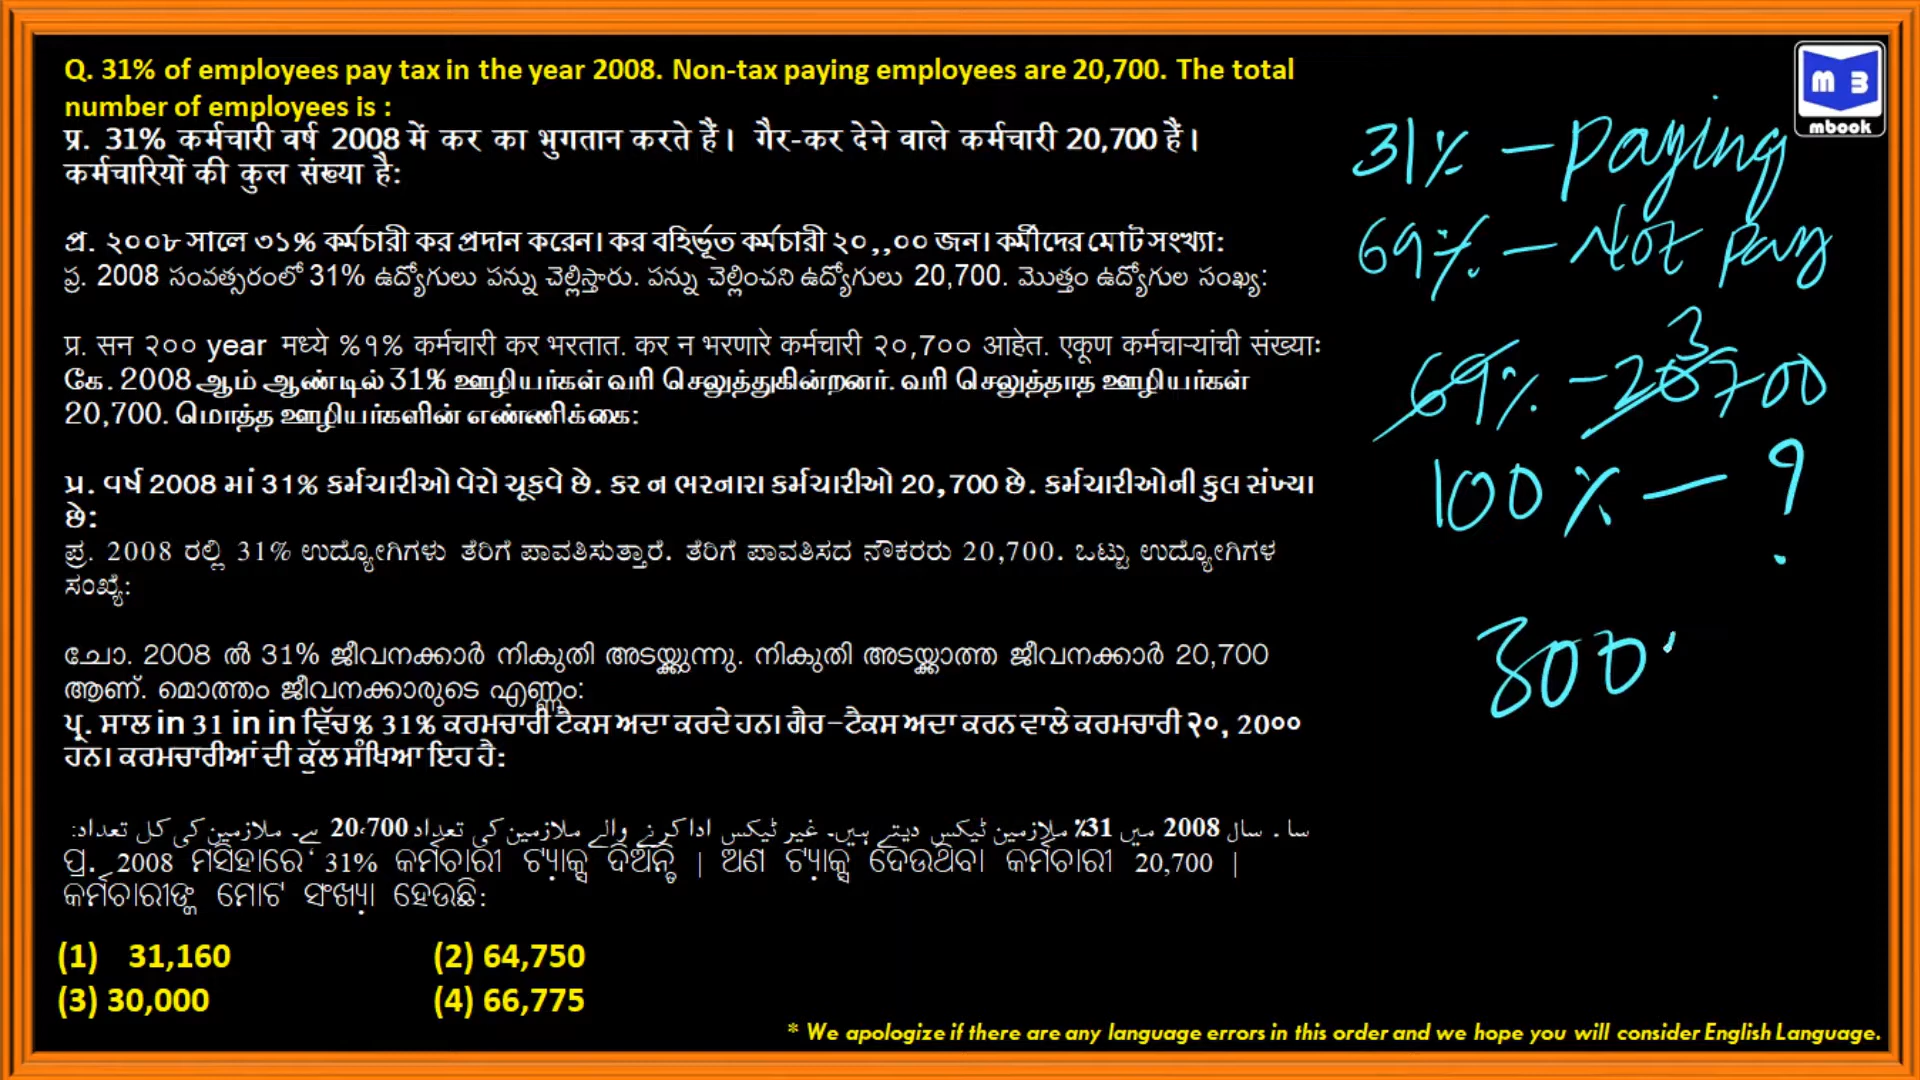 Q. 31% of employees pay tax in the year 2008. Non-tax paying employees are 20,700. The total
number of employees is :
प्र. 31% कर्मचारी वर्ष 2008 में कर का भुगतान करते हैं। गैर-कर देने वाले कर्मचारी 20,700 हैं।
कर्मचारियों की कुल संख्या है:
প্র. ২০০৮ সালে ৩১% কর্মচারী কর প্রদান করেন। কর বহির্ভূত কর্মচারী ২০,,০০ জন। কর্মীদের মোট সংখ্যা:
ప్ర. 2008 సంవత్సరంలో 31% ఉద్యోగులు పన్ను చెల్లిస్తారు. పన్ను చెల్లించని ఉద్యోగులు 20,700. మొత్తం ఉద్యోగుల సంఖ్య:
प्र. सन २०० year मध्ये %१% कर्मचारी कर भरतात. कर न भरणारे कर्मचारी २०,7०० आहेत. एकूण कर्मचाऱ्यांची संख्याः
கே. 2008 ஆம் ஆண்டில் 31% ஊழியர்கள் வரி செலுத்துகின்றனர். வரி செலுத்தாத ஊழியர்கள்
20,700. மொத்த ஊழியர்களின் எண்ணிக்கை:
પ્ર. વર્ષ 2008 માં 31% કર્મચારીઓ વેરો ચૂકવે છે. કર ન ભરનારા કર્મચારીઓ 20,700 છે. કર્મચારીઓની કુલ સંખ્યા
છે:
ಪ್ರ. 2008 ರಲ್ಲಿ 31% ಉದ್ಯೋಗಿಗಳು ತೆರಿಗೆ ಪಾವತಿಸುತ್ತಾರೆ. ತೆರಿಗೆ ಪಾವತಿಸದ ನೌಕರರು 20,700. ಒಟ್ಟು ಉದ್ಯೋಗಿಗಳ
ಸಂಖ್ಯೆ:
ചോ. 2008 ൽ 31% ജീവനക്കാർ നികുതി അടയ്ക്കുന്നു. നികുതി അടയ്ക്കാത്ത ജീവനക്കാർ 20,700
ആണ്. മൊത്തം ജീവനക്കാരുടെ എണ്ണം:
ਪ੍ਰ. ਸਾਲ in 31 in in ਵਿੱਚ% 31% ਕਰਮਚਾਰੀ ਟੈਕਸ ਅਦਾ ਕਰਦੇ ਹਨ। ਗੈਰ-ਟੈਕਸ ਅਦਾ ਕਰਨ ਵਾਲੇ ਕਰਮਚਾਰੀ २०, 20००
ਹਨ। ਕਰਮਚਾਰੀਆਂ ਦੀ ਕੁੱਲ ਸੰਖਿਆ ਇਹ ਹੈ:
سا . سال 2008 میں 31٪ ملازمین ٹیکس دیتے ہیں۔ غیر ٹیکس ادا کرنے والے ملازمین کی تعداد 20،700 ہے۔ ملازمین کی کل تعداد:
ପ୍ର. 2008 ମସିହାରେ 31% କର୍ମଚାରୀ ଟ୍ୟାକ୍ସ ଦିଅନ୍ତି | ଅଣ ଟ୍ୟାକ୍ସ ଦେଉଥିବା କର୍ମଚାରୀ 20,700 |
କର୍ମଚାରୀଙ୍କ ମୋଟ ସଂଖ୍ୟା ହେଉଛି:
(1) 31,160 (2) 64,750
(3) 30,000 (4) 66,775
* We apologize if there are any language errors in this order and we hope you will consider English Language.
m 3
mbook
31% - Paying
69% - Not pay
3
69% - 20700
100% - ?
300